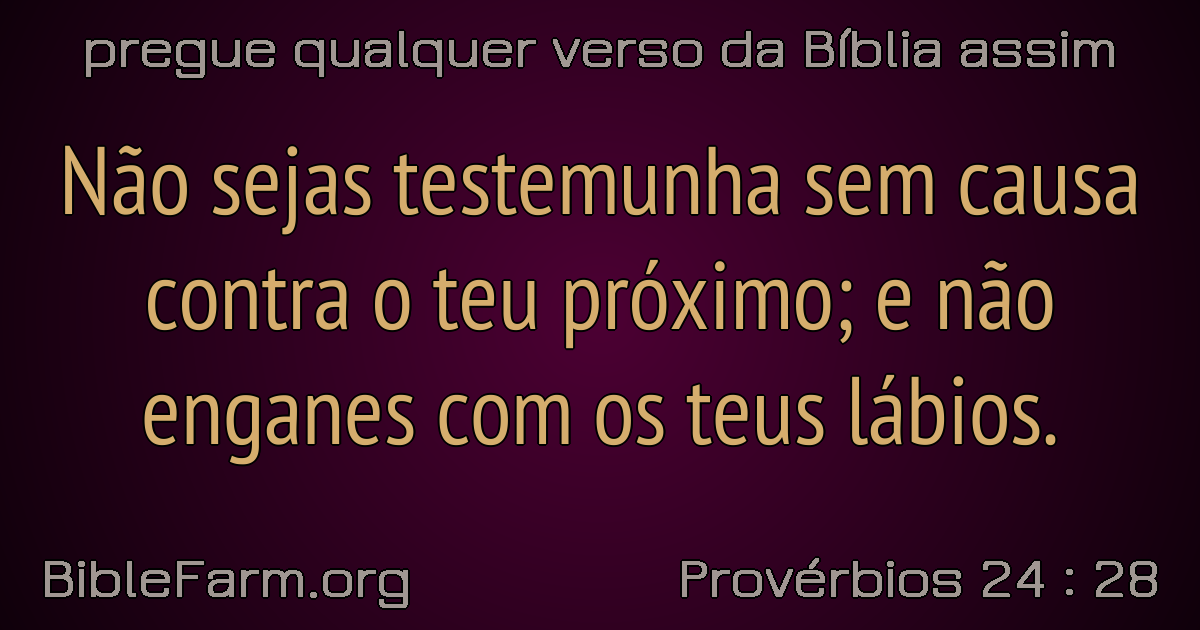 pregue qualquer verso da Bíblia assim
Não sejas testemunha sem causa
contra o teu próximo; e não
enganes com os teus lábios.
BibleFarm.org
Provérbios 24 : 28